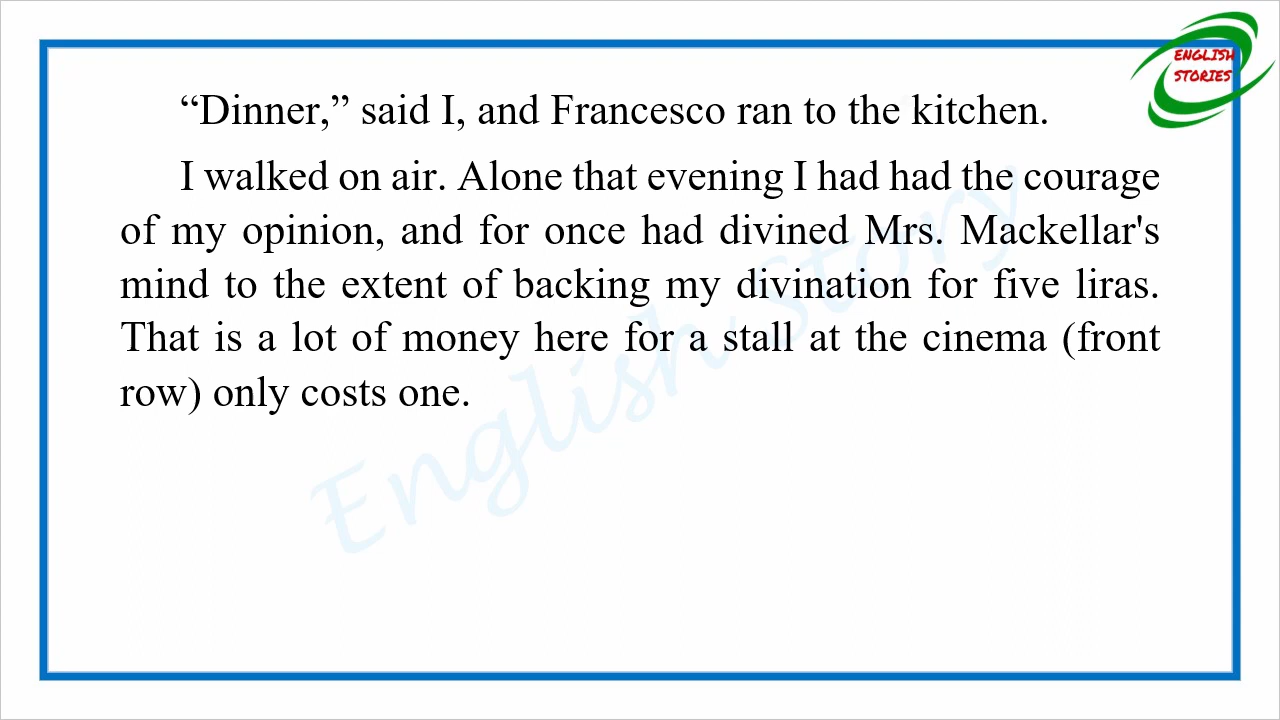 ENGLISH
STORIES
“Dinner,” said I, and Francesco ran to the kitchen.
I walked on air. Alone that evening I had had the courage
of my opinion, and for once had divined Mrs. Mackellar's
mind to the extent of backing my divination for five liras.
That is a lot of money here for a stall at the cinema (front
row) only costs one.
English Story